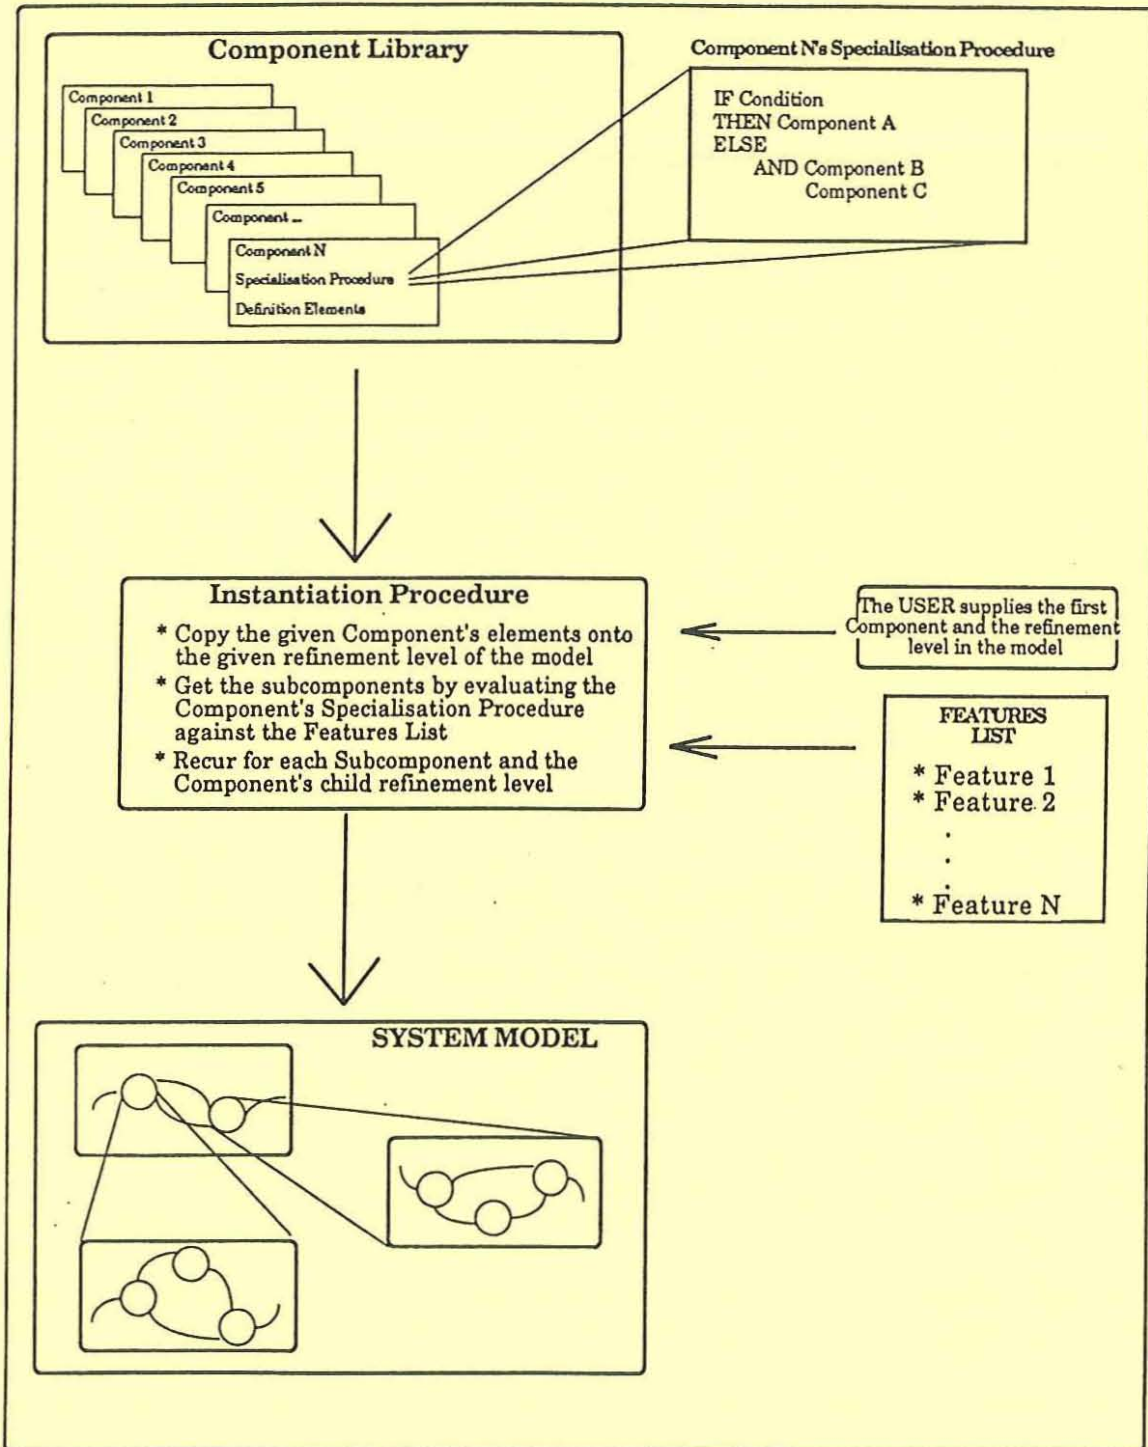 Component Library
Component 1
Component 2
Component 3
Component 4
Component 5
Component ...
Component N
Specialisation Procedure
Definition Elements
Component N's Specialisation Procedure
IF Condition
THEN Component A
ELSE
AND Component B
Component C
Instantiation Procedure
* Copy the given Component's elements onto
the given refinement level of the model
* Get the subcomponents by evaluating the
Component's Specialisation Procedure
against the Features List
* Recur for each Subcomponent and the
Component's child refinement level
The USER supplies the first
Component and the refinement
level in the model
FEATURES
LIST
* Feature 1
* Feature 2
.
.
.
* Feature N
SYSTEM MODEL